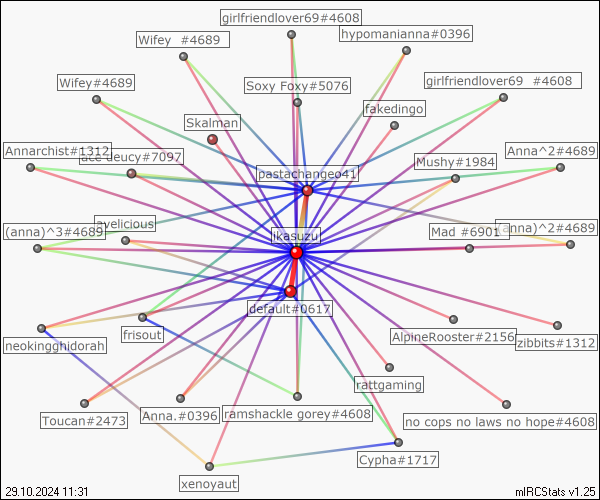 girlfriendlover69#4608
hypomanianna#0396
Wifey  #4689
Wifey#4689
Soxy Foxy#5076
girlfriendlover69  #4608
fakedingo
Skalman
Annarchist#1312
ace deucy#7097
pastachangeo41
Mushy#1984
Anna^2#4689
(anna)^3#4689
avelicious
ikasuzu
Mad #6901
(anna)^2#4689
default#0617
neokingghidorah
frisout
AlpineRooster#2156
zibbits#1312
rattgaming
Toucan#2473
Anna.#0396
ramshackle gorey#4608
no cops no laws no hope#4608
Cypha#1717
xenoyaut
29.10.2024 11:31
mIRCStats v1.25